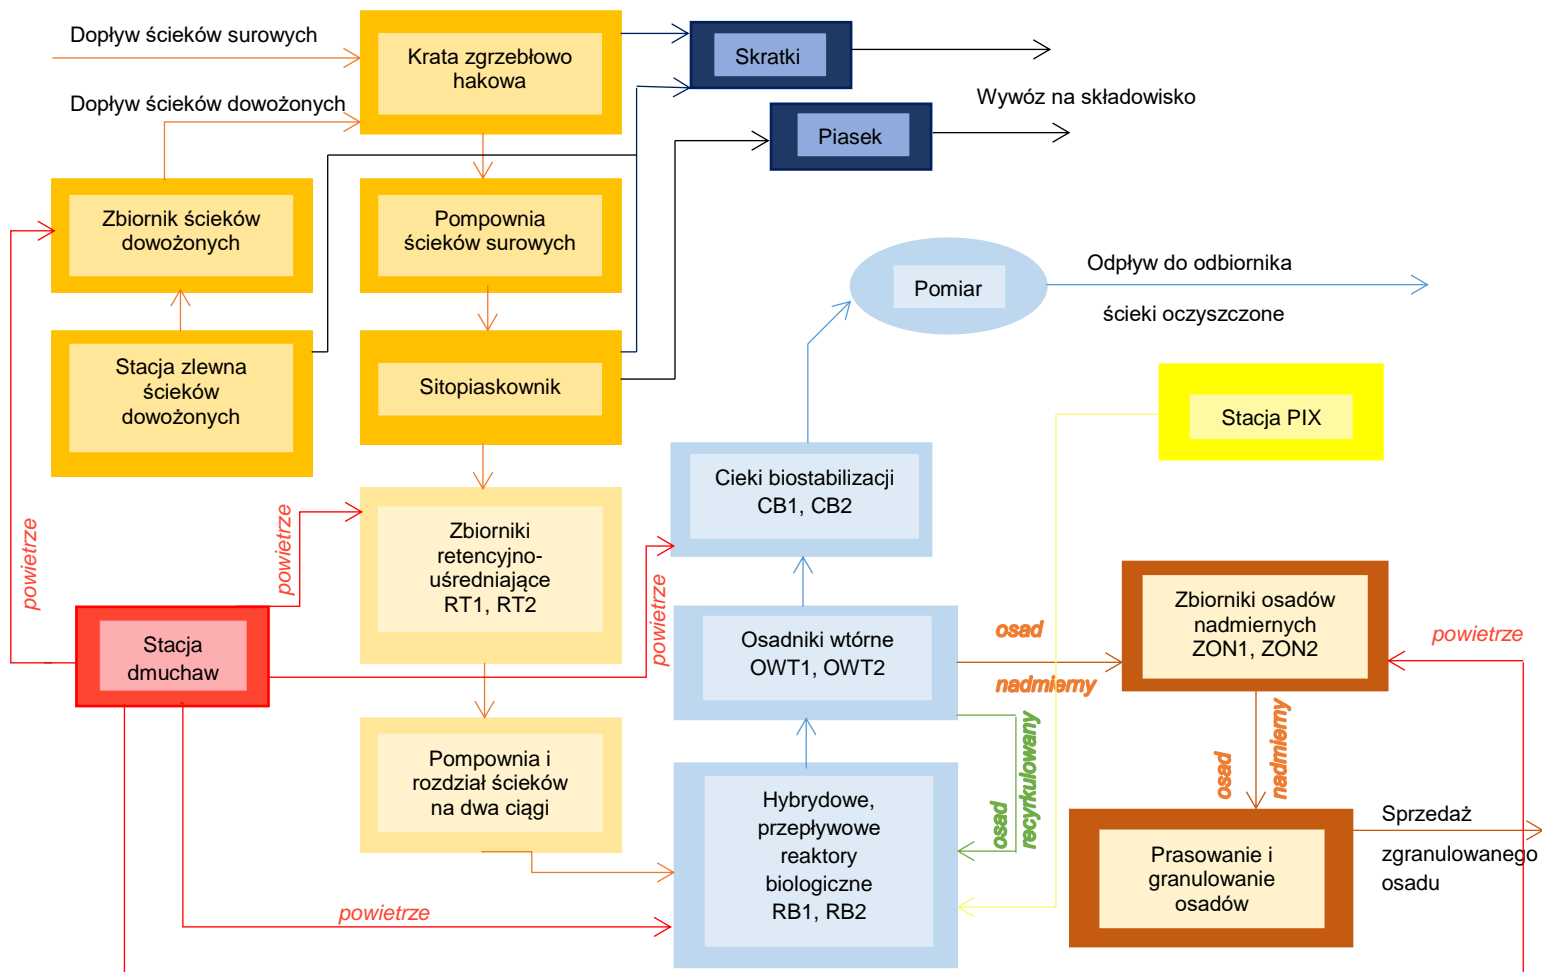 Dopływ ścieków surowych
Krata zgrzebłowo
hakowa
Skratki
Dopływ ścieków dowożonych
Wywóz na składowisko
Piasek
Zbiornik ścieków
dowożonych
Pompownia
ścieków surowych
Odpływ do odbiornika
Pomiar
ścieki oczyszczone
Stacja zlewna
ścieków
dowożonych
Sitopiaskownik
Stacja PIX
Cieki biostabilizacji
CB1, CB2
powietrze
powietrze
Zbiorniki
retencyjno-
uśredniające
RT1, RT2
powietrze
Stacja
dmuchaw
Osadniki wtórne
OWT1, OWT2
osad
nadmierny
Zbiorniki osadów
nadmiernych
ZON1, ZON2
powietrze
osad
recyrkulowany
osad
nadmierny
Pompownia i
rozdział ścieków
na dwa ciągi
Hybrydowe,
przepływowe
reaktory
biologiczne
RB1, RB2
Prasowanie i
granulowanie
osadów
Sprzedaż
zgranulowanego
osadu
powietrze